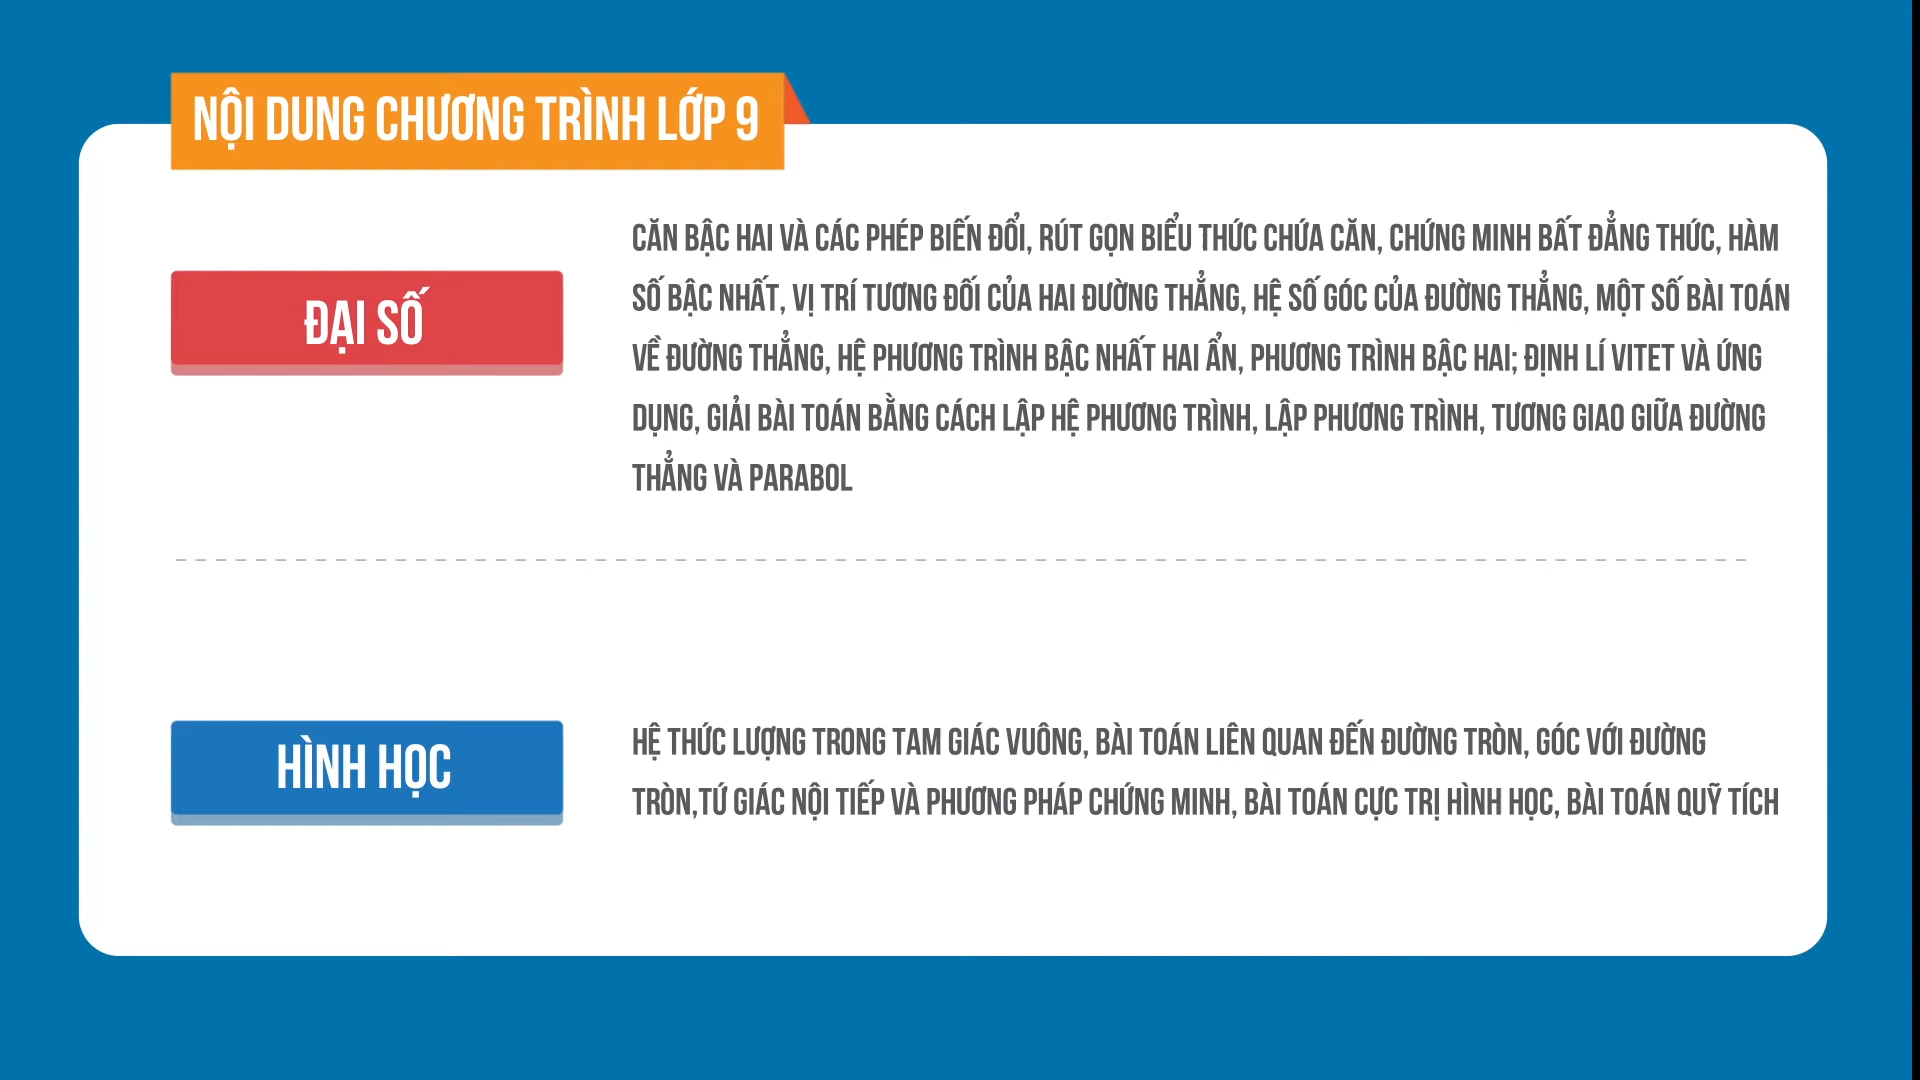 NỘI DUNG CHƯƠNG TRÌNH LỚP 9
ĐẠI SỐ
CĂN BẬC HAI VÀ CÁC PHÉP BIẾN ĐỔI, RÚT GỌN BIỂU THỨC CHỨA CĂN, CHỨNG MINH BẤT ĐẲNG THỨC, HÀM
SỐ BẬC NHẤT, VỊ TRÍ TƯƠNG ĐỐI CỦA HAI ĐƯỜNG THẲNG, HỆ SỐ GÓC CỦA ĐƯỜNG THẲNG, MỘT SỐ BÀI TOÁN
VỀ ĐƯỜNG THẲNG, HỆ PHƯƠNG TRÌNH BẬC NHẤT HAI ẨN, PHƯƠNG TRÌNH BẬC HAI; ĐỊNH LÍ VITET VÀ ỨNG
DỤNG, GIẢI BÀI TOÁN BẰNG CÁCH LẬP HỆ PHƯƠNG TRÌNH, LẬP PHƯƠNG TRÌNH, TƯƠNG GIAO GIỮA ĐƯỜNG
THẲNG VÀ PARABOL
HÌNH HỌC
HỆ THỨC LƯỢNG TRONG TAM GIÁC VUÔNG, BÀI TOÁN LIÊN QUAN ĐẾN ĐƯỜNG TRÒN, GÓC VỚI ĐƯỜNG
TRÒN,TỨ GIÁC NỘI TIẾP VÀ PHƯƠNG PHÁP CHỨNG MINH, BÀI TOÁN CỰC TRỊ HÌNH HỌC, BÀI TOÁN QUỸ TÍCH